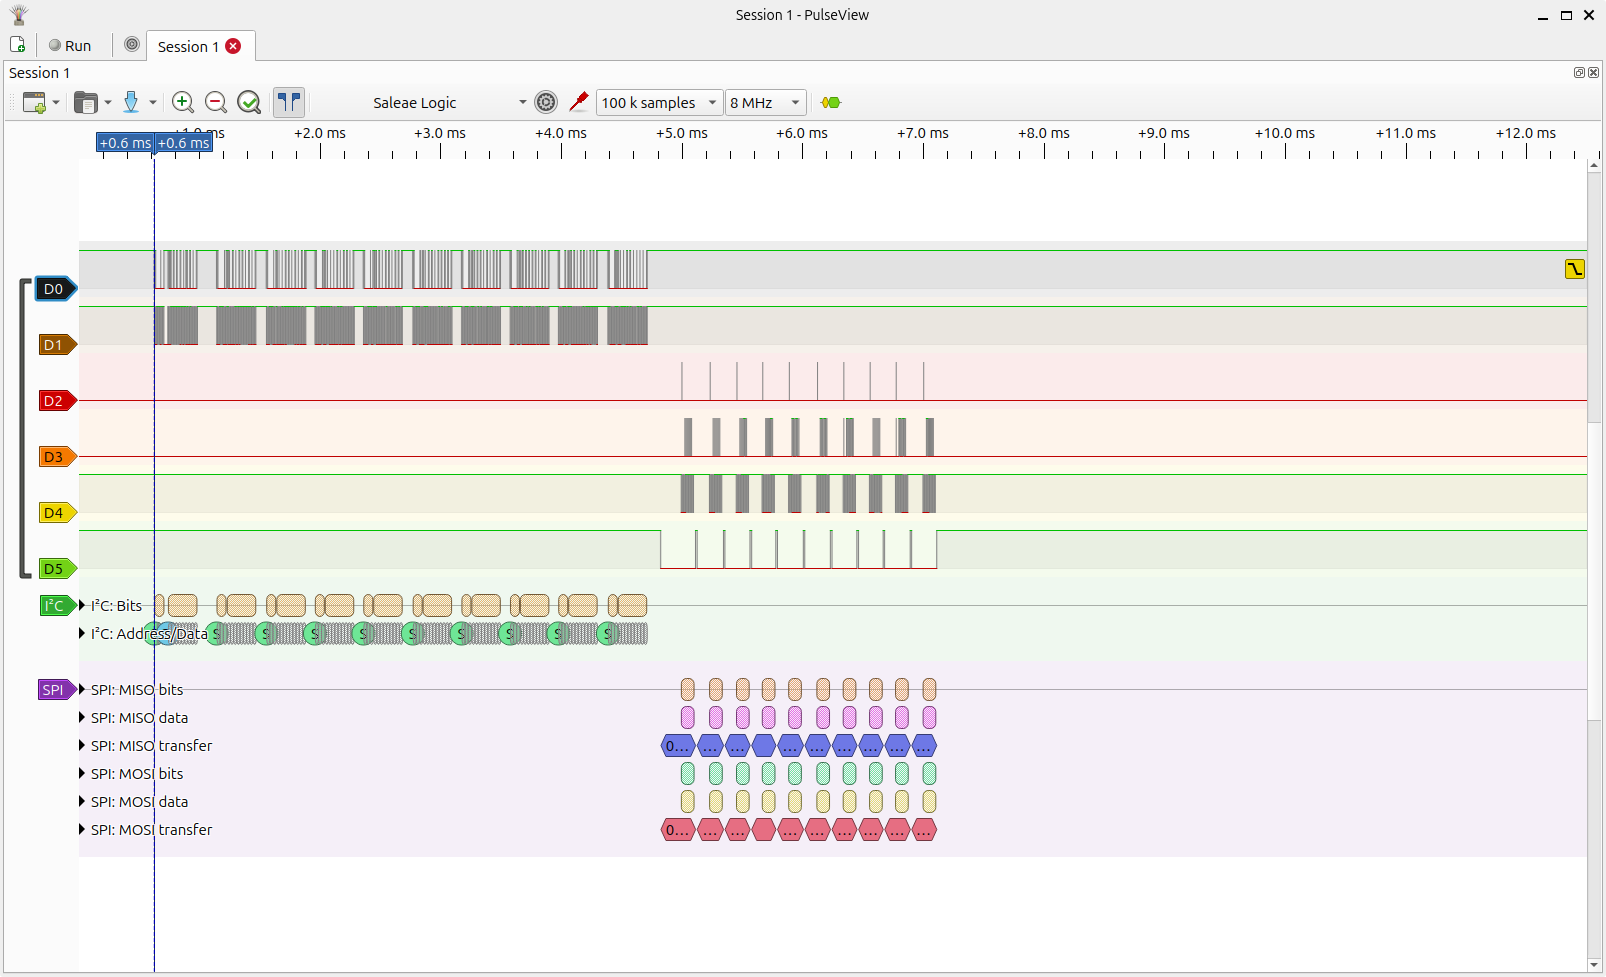 Session 1 - PulseView
Run
Session 1
Session 1
Saleae Logic
100 k samples
8 MHz
+1.0 ms +2.0 ms +3.0 ms +4.0 ms +5.0 ms +6.0 ms +7.0 ms +8.0 ms +9.0 ms +10.0 ms +11.0 ms +12.0 ms
+0.6 ms +0.6 ms
D0
D1
D2
D3
D4
D5
I²C I²C: Bits
I²C: Address/Data S S S S S S S S S
SPI SPI: MISO bits
SPI: MISO data
SPI: MISO transfer 0... ... ... ... ... ... ... ... ...
SPI: MOSI bits
SPI: MOSI data
SPI: MOSI transfer 0... ... ... ... ... ... ... ... ...